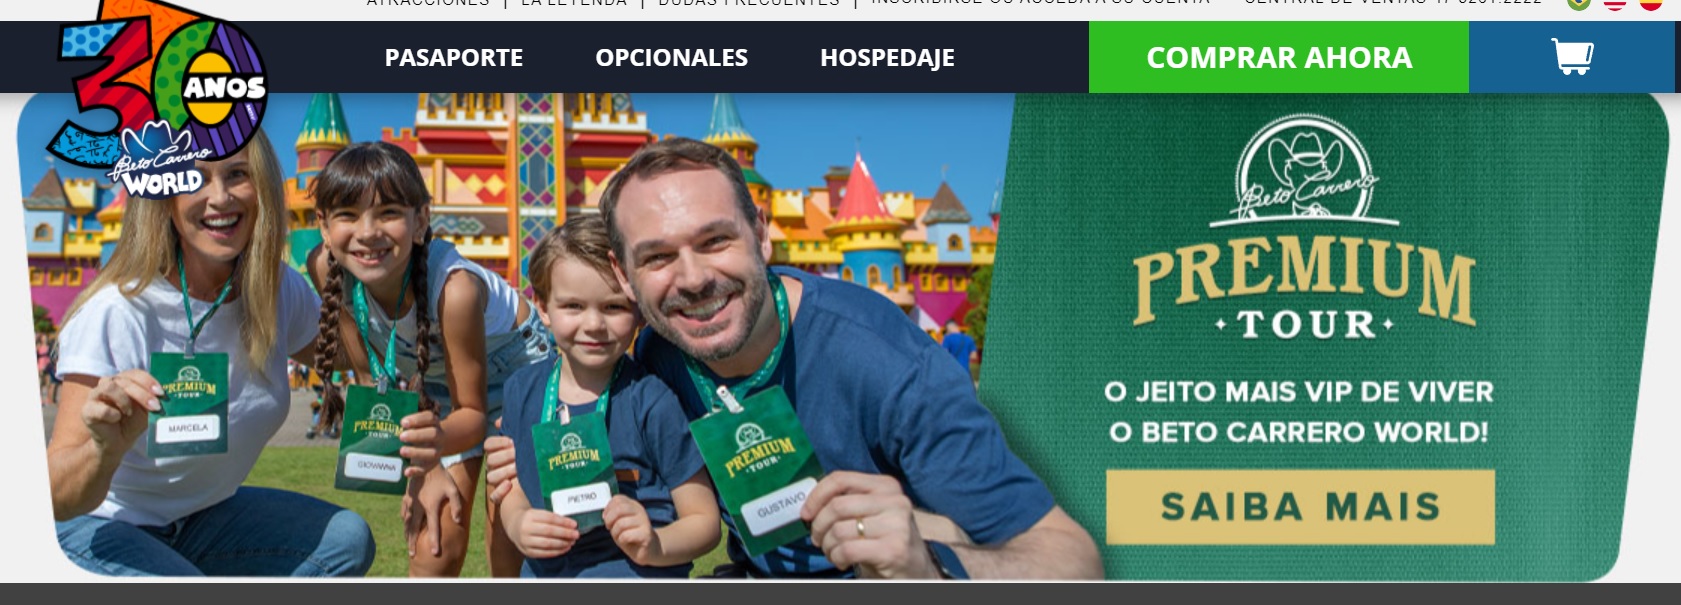 ATRACCIONES | LA LEYENDA | DUDAS FRECUENTES | INSCRIBIRSE OU ACCEDA A SU CUENTA CENTRAL DE VENTAS 47 3261.2222
30 ANOS
Beto Carrero
WORLD
PASAPORTE OPCIONALES HOSPEDAJE COMPRAR AHORA
Beto Carrero
PREMIUM
TOUR
O JEITO MAIS VIP DE VIVER
O BETO CARRERO WORLD!
SAIBA MAIS
PREMIUM
TOUR
MARCELA
PREMIUM
TOUR
GIOVANNA
PREMIUM
TOUR
PIETRO
PREMIUM
TOUR
GUSTAVO